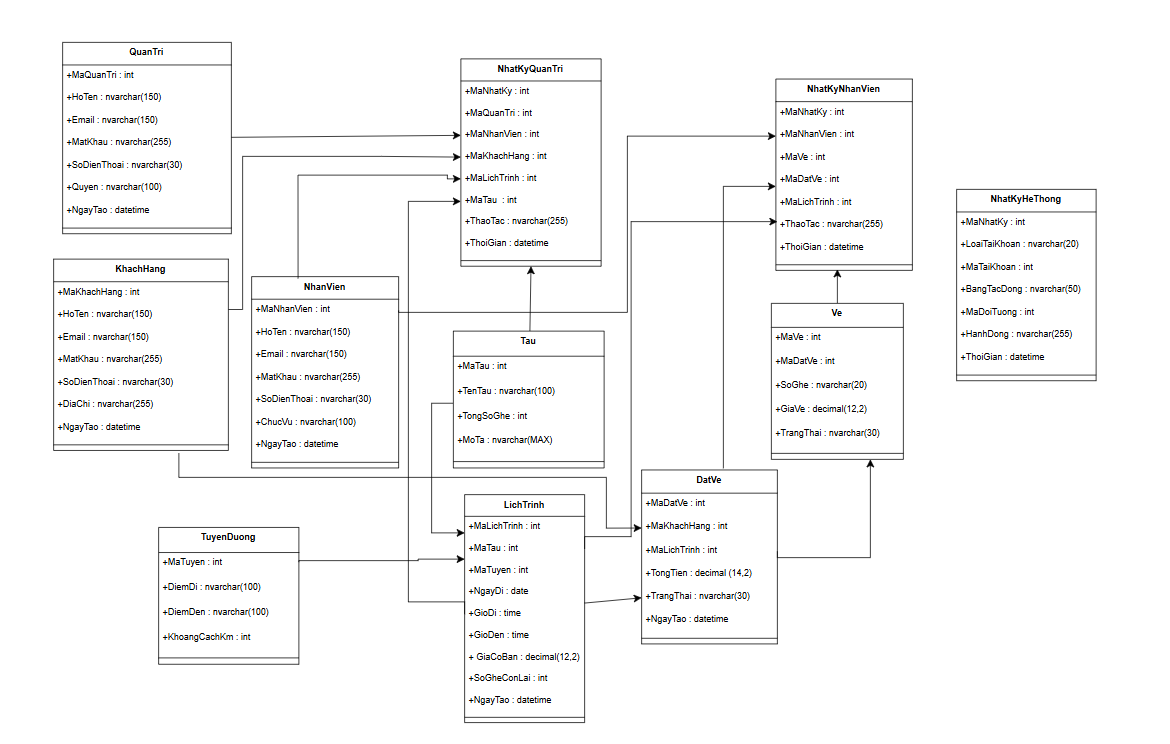 QuanTri
+MaQuanTri : int
+HoTen : nvarchar(150)
+Email : nvarchar(150)
+MatKhau : nvarchar(255)
+SoDienThoai : nvarchar(30)
+Quyen : nvarchar(100)
+NgayTao : datetime
NhatKyQuanTri
+MaNhatKy : int
+MaQuanTri : int
+MaNhanVien : int
+MaKhachHang : int
+MaLichTrinh : int
+MaTau : int
+ThaoTac : nvarchar(255)
+ThoiGian : datetime
NhatKyNhanVien
+MaNhatKy : int
+MaNhanVien : int
+MaVe : int
+MaDatVe : int
+MaLichTrinh : int
+ThaoTac : nvarchar(255)
+ThoiGian : datetime
NhatKyHeThong
+MaNhatKy : int
+LoaiTaiKhoan : nvarchar(20)
+MaTaiKhoan : int
+BangTacDong : nvarchar(50)
+MaDoiTuong : int
+HanhDong : nvarchar(255)
+ThoiGian : datetime
KhachHang
+MaKhachHang : int
+HoTen : nvarchar(150)
+Email : nvarchar(150)
+MatKhau : nvarchar(255)
+SoDienThoai : nvarchar(30)
+DiaChi : nvarchar(255)
+NgayTao : datetime
NhanVien
+MaNhanVien : int
+HoTen : nvarchar(150)
+Email : nvarchar(150)
+MatKhau : nvarchar(255)
+SoDienThoai : nvarchar(30)
+ChucVu : nvarchar(100)
+NgayTao : datetime
Tau
+MaTau : int
+TenTau : nvarchar(100)
+TongSoGhe : int
+MoTa : nvarchar(MAX)
Ve
+MaVe : int
+MaDatVe : int
+SoGhe : nvarchar(20)
+GiaVe : decimal(12,2)
+TrangThai : nvarchar(30)
TuyenDuong
+MaTuyen : int
+DiemDi : nvarchar(100)
+DiemDen : nvarchar(100)
+KhoangCachKm : int
LichTrinh
+MaLichTrinh : int
+MaTau : int
+MaTuyen : int
+NgayDi : date
+GioDi : time
+GioDen : time
+ GiaCoBan : decimal(12,2)
+SoGheConLai : int
+NgayTao : datetime
DatVe
+MaDatVe : int
+MaKhachHang : int
+MaLichTrinh : int
+TongTien : decimal (14,2)
+TrangThai : nvarchar(30)
+NgayTao : datetime